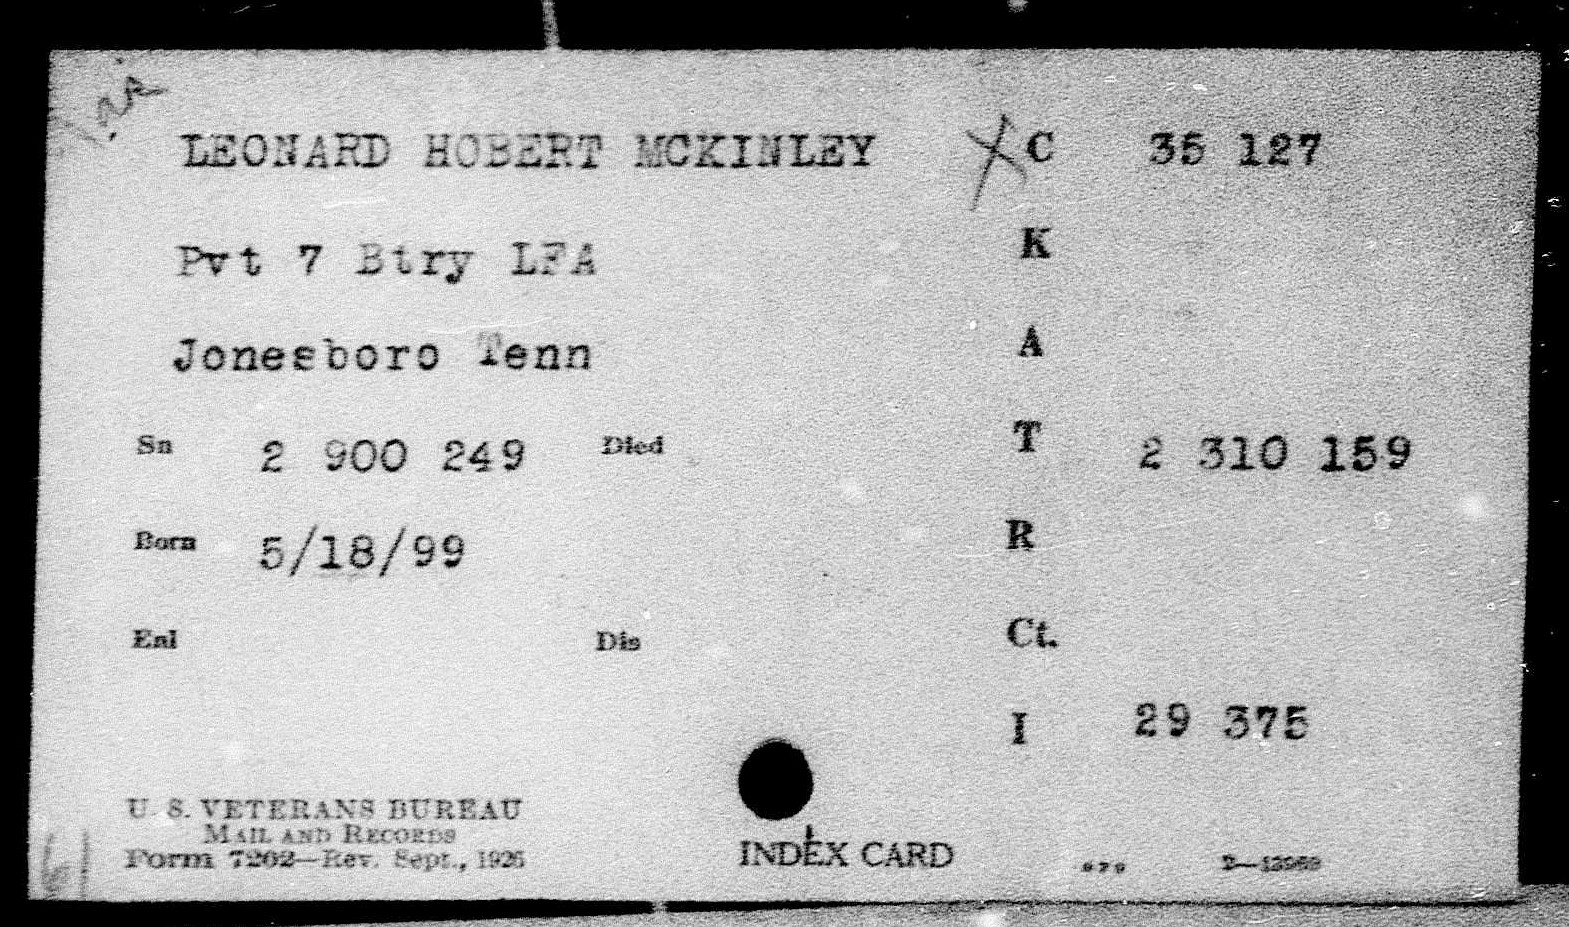 LEONARD HOBERT MCKINLEY C 35 127
Pvt 7 Btry LFA K
Jonesboro Tenn A
Sn 2 900 249 Died T 2 310 159
Born 5/18/99 R
Enl Dis Ct.
I 29 375
U. S. VETERANS BUREAU
MAIL AND RECORDS
Form 7202—Rev. Sept., 1926
INDEX CARD